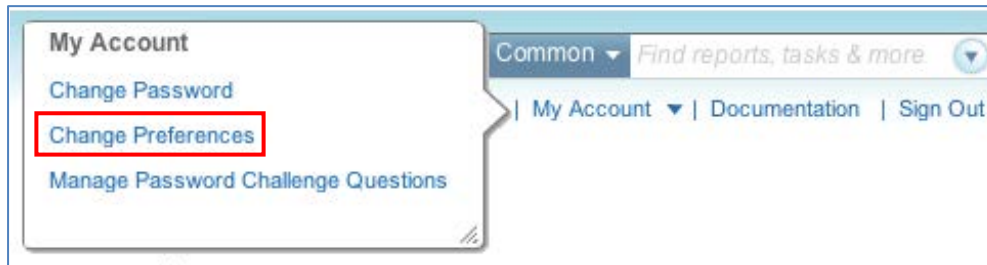 My Account
Change Password
Change Preferences
Manage Password Challenge Questions
Common Find reports, tasks & more
| My Account | Documentation | Sign Out